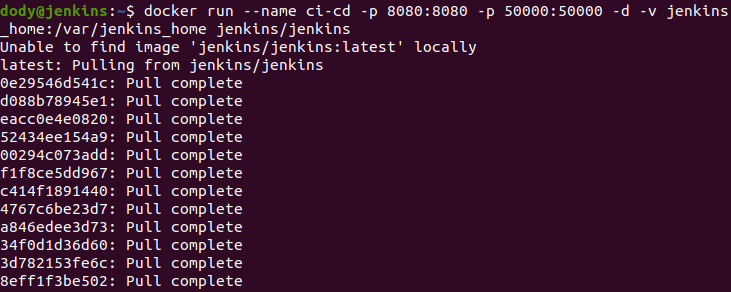 dody@jenkins:~$ docker run --name ci-cd -p 8080:8080 -p 50000:50000 -d -v jenkins
_home:/var/jenkins_home jenkins/jenkins
Unable to find image 'jenkins/jenkins:latest' locally
latest: Pulling from jenkins/jenkins
0e29546d541c: Pull complete
d088b78945e1: Pull complete
eacc0e4e0820: Pull complete
52434ee154a9: Pull complete
00294c073add: Pull complete
f1f8ce5dd967: Pull complete
c414f1891440: Pull complete
4767c6be23d7: Pull complete
a846edee3d73: Pull complete
34f0d1d36d60: Pull complete
3d782153fe6c: Pull complete
8eff1f3be502: Pull complete